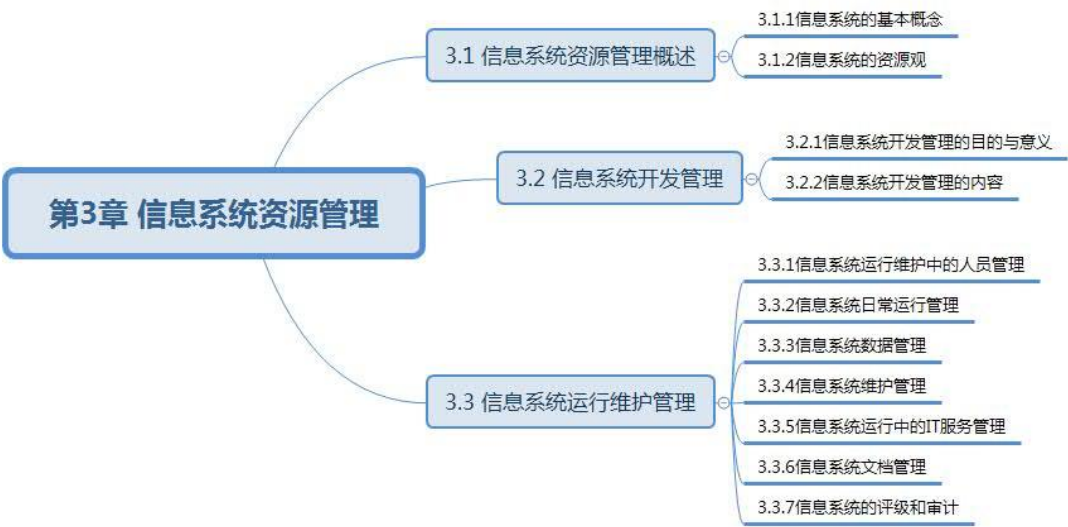 第3章 信息系统资源管理
3.1 信息系统资源管理概述
3.1.1信息系统的基本概念
3.1.2信息系统的资源观
3.2 信息系统开发管理
3.2.1信息系统开发管理的目的与意义
3.2.2信息系统开发管理的内容
3.3 信息系统运行维护管理
3.3.1信息系统运行维护中的人员管理
3.3.2信息系统日常运行管理
3.3.3信息系统数据管理
3.3.4信息系统维护管理
3.3.5信息系统运行中的IT服务管理
3.3.6信息系统文档管理
3.3.7信息系统的评级和审计